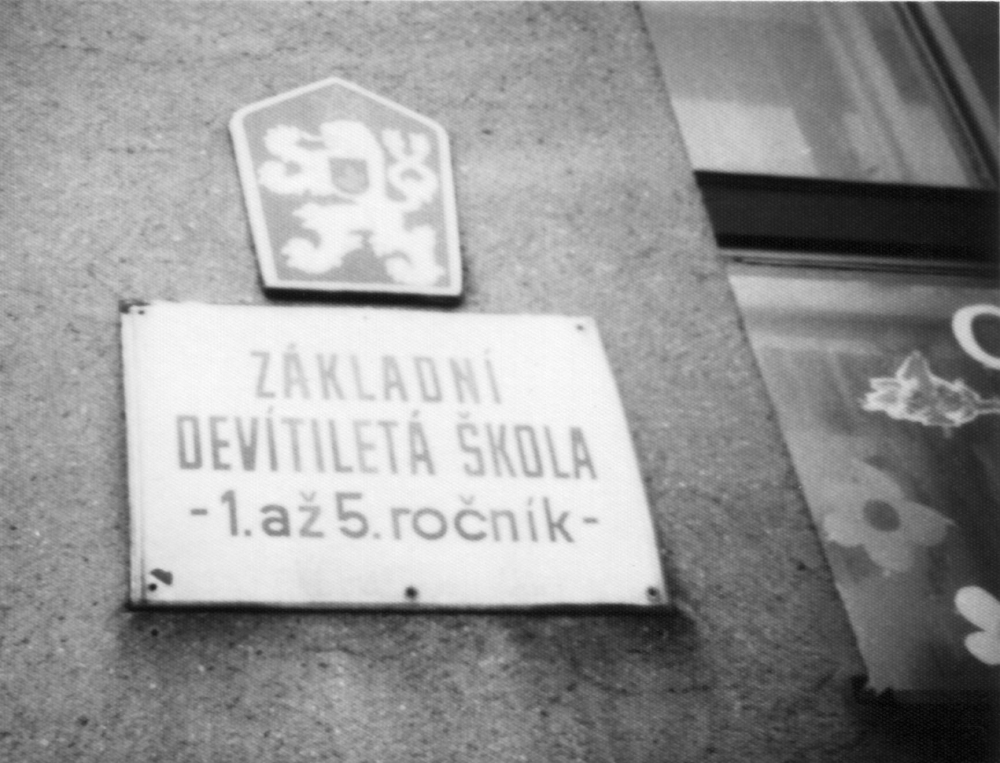 ZÁKLADNÍ
DEVÍTILETÁ ŠKOLA
-1. až 5. ročník-